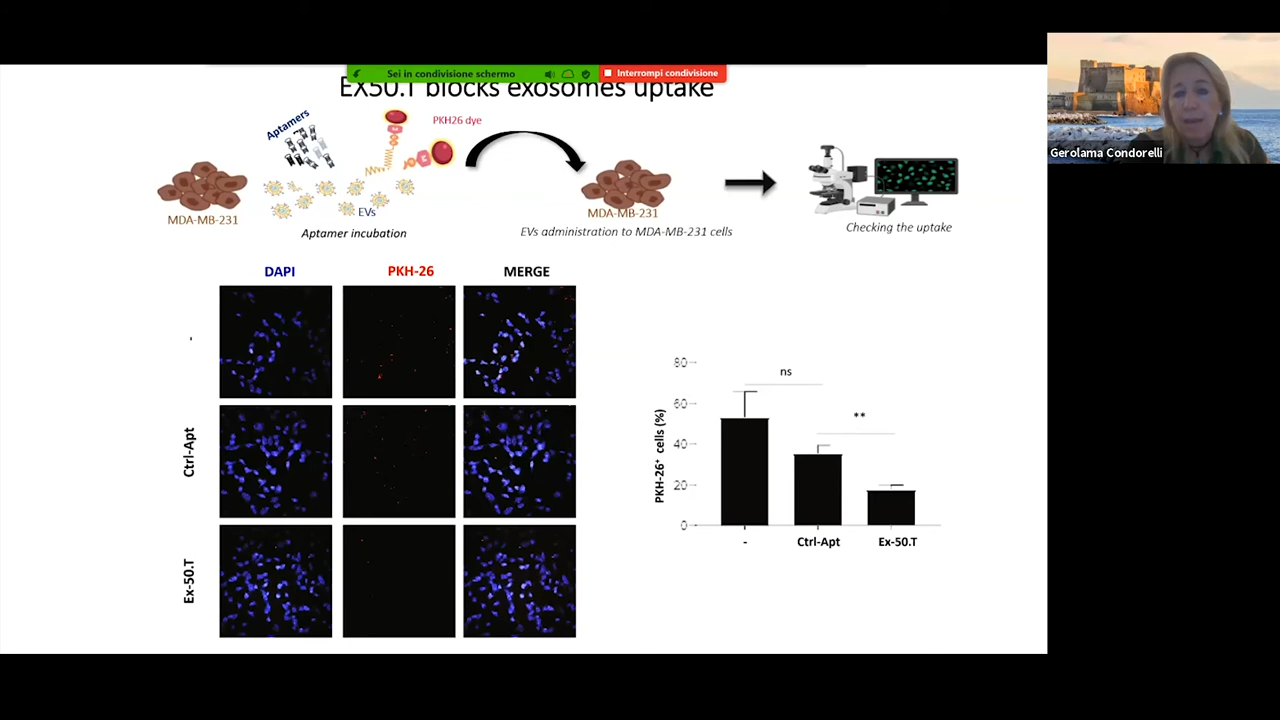 Sei in condivisione schermo
Interrompi condivisione
EX50.T blocks exosomes uptake
Gerolama Condorelli
Aptamers
PKH26 dye
EVs
MDA-MB-231
Aptamer incubation
MDA-MB-231
EVs administration to MDA-MB-231 cells
Checking the uptake
DAPI
PKH-26
MERGE
-
Ctrl-Apt
Ex-50.T
PKH-26⁺ cells (%)
80
60
40
20
0
ns
**
-
Ctrl-Apt
Ex-50.T